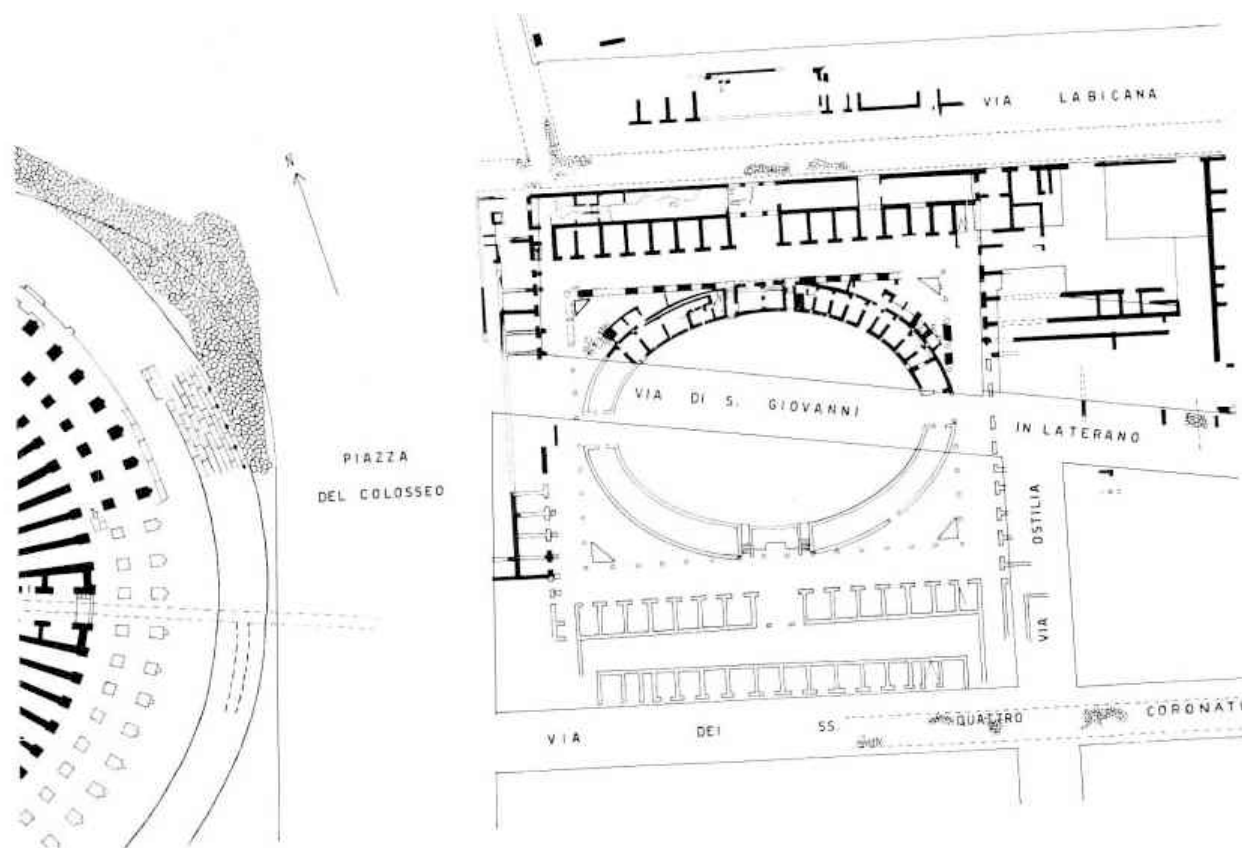 VIA LABICANA
N
VIA DI S. GIOVANNI
IN LATERANO
PIAZZA
DEL COLOSSEO
VIA OSTILIA
VIA DEI SS. QUATTRO CORONATI